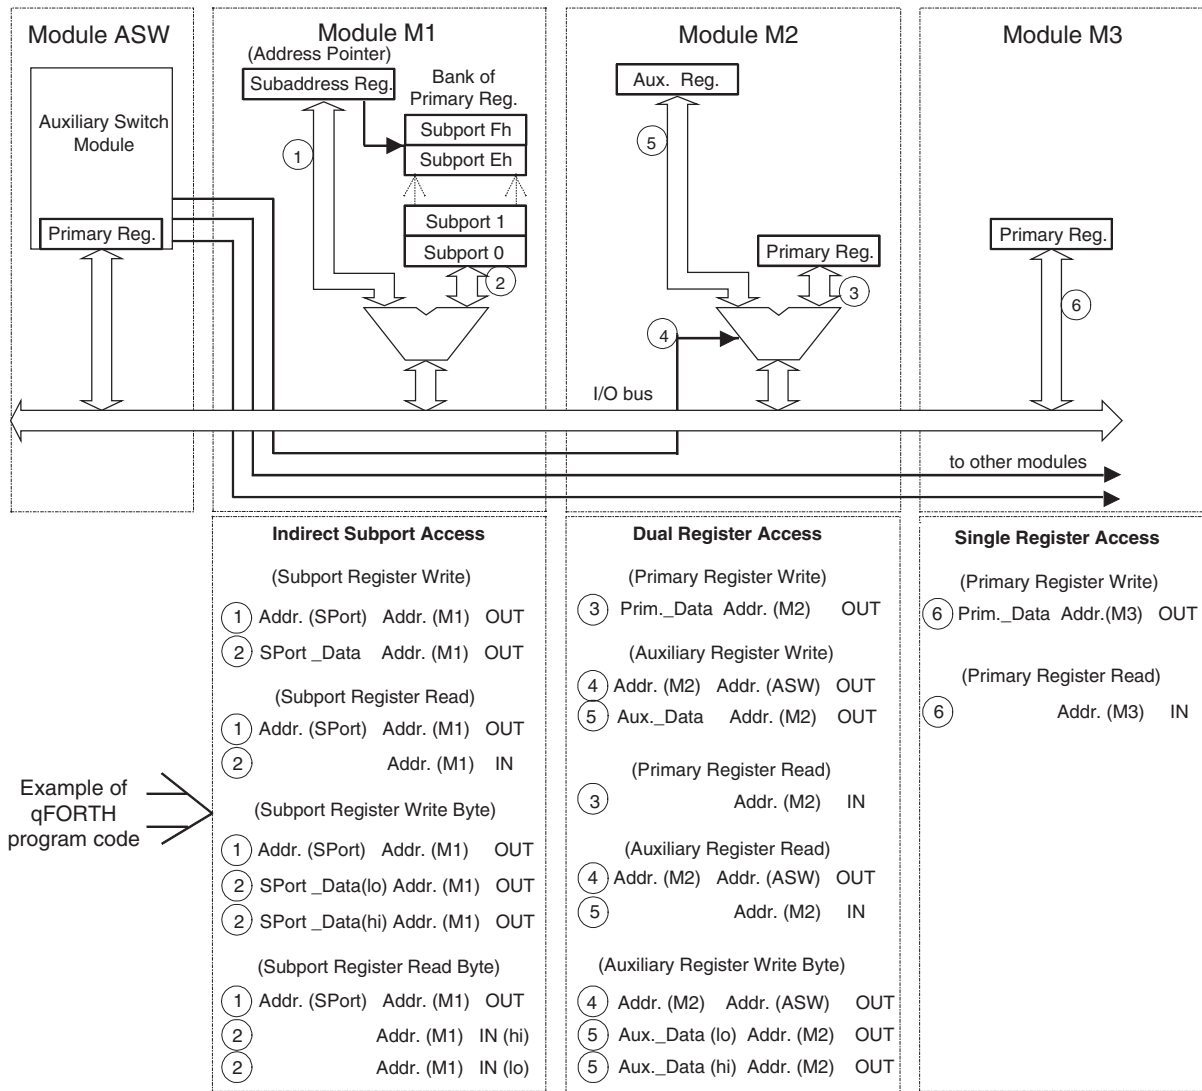 Module ASW
Module M1
Module M2
Module M3
Auxiliary Switch
Module
Primary Reg.
(Address Pointer)
Subaddress Reg.
Bank of
Primary Reg.
Subport Fh
Subport Eh
Subport 1
Subport 0
1
2
Aux. Reg.
5
Primary Reg.
3
4
Primary Reg.
6
I/O bus
to other modules
Example of
qFORTH
program code
Indirect Subport Access
(Subport Register Write)
1 Addr. (SPort) Addr. (M1) OUT
2 SPort _Data Addr. (M1) OUT
(Subport Register Read)
1 Addr. (SPort) Addr. (M1) OUT
2 Addr. (M1) IN
(Subport Register Write Byte)
1 Addr. (SPort) Addr. (M1) OUT
2 SPort _Data(lo) Addr. (M1) OUT
2 SPort _Data(hi) Addr. (M1) OUT
(Subport Register Read Byte)
1 Addr. (SPort) Addr. (M1) OUT
2 Addr. (M1) IN (hi)
2 Addr. (M1) IN (lo)
Dual Register Access
(Primary Register Write)
3 Prim._Data Addr. (M2) OUT
(Auxiliary Register Write)
4 Addr. (M2) Addr. (ASW) OUT
5 Aux._Data Addr. (M2) OUT
(Primary Register Read)
3 Addr. (M2) IN
(Auxiliary Register Read)
4 Addr. (M2) Addr. (ASW) OUT
5 Addr. (M2) IN
(Auxiliary Register Write Byte)
4 Addr. (M2) Addr. (ASW) OUT
5 Aux._Data (lo) Addr. (M2) OUT
5 Aux._Data (hi) Addr. (M2) OUT
Single Register Access
(Primary Register Write)
6 Prim._Data Addr.(M3) OUT
(Primary Register Read)
6 Addr. (M3) IN